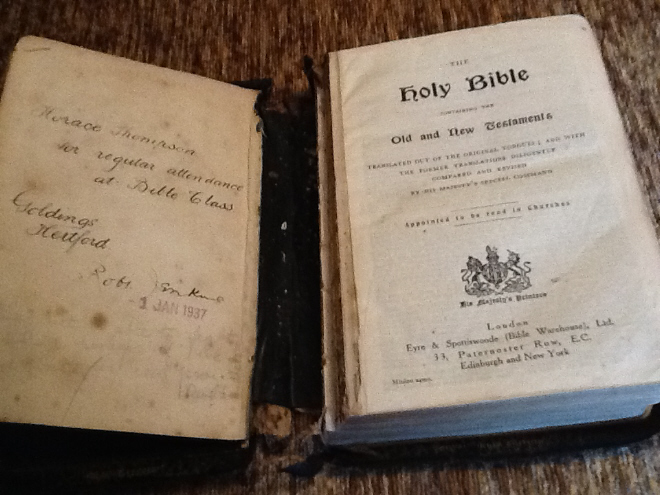 Horace Thompson
for regular attendance
at Bible Class
Goldings
Hertford
Robt
1 JAN 1937
THE
Holy Bible
CONTAINING THE
Old and New Testaments
TRANSLATED OUT OF THE ORIGINAL TONGUES; AND WITH
THE FORMER TRANSLATIONS DILIGENTLY
COMPARED AND REVISED
BY HIS MAJESTY'S SPECIAL COMMAND
Appointed to be read in Churches
His Majesty's Printers
London
Eyre & Spottiswoode (Bible Warehouse), Ltd.
33, Paternoster Row, E.C.
Edinburgh and New York